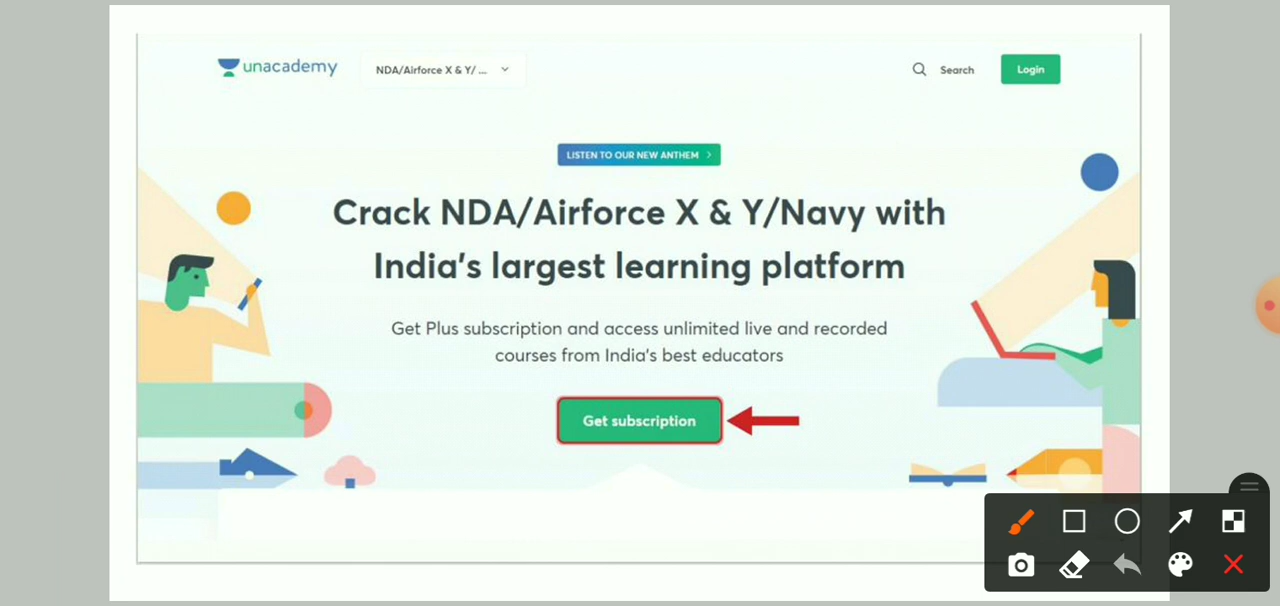 unacademy
NDA/Airforce X & Y/ ...
Search
Login
LISTEN TO OUR NEW ANTHEM
Crack NDA/Airforce X & Y/Navy with
India's largest learning platform
Get Plus subscription and access unlimited live and recorded
courses from India's best educators
Get subscription